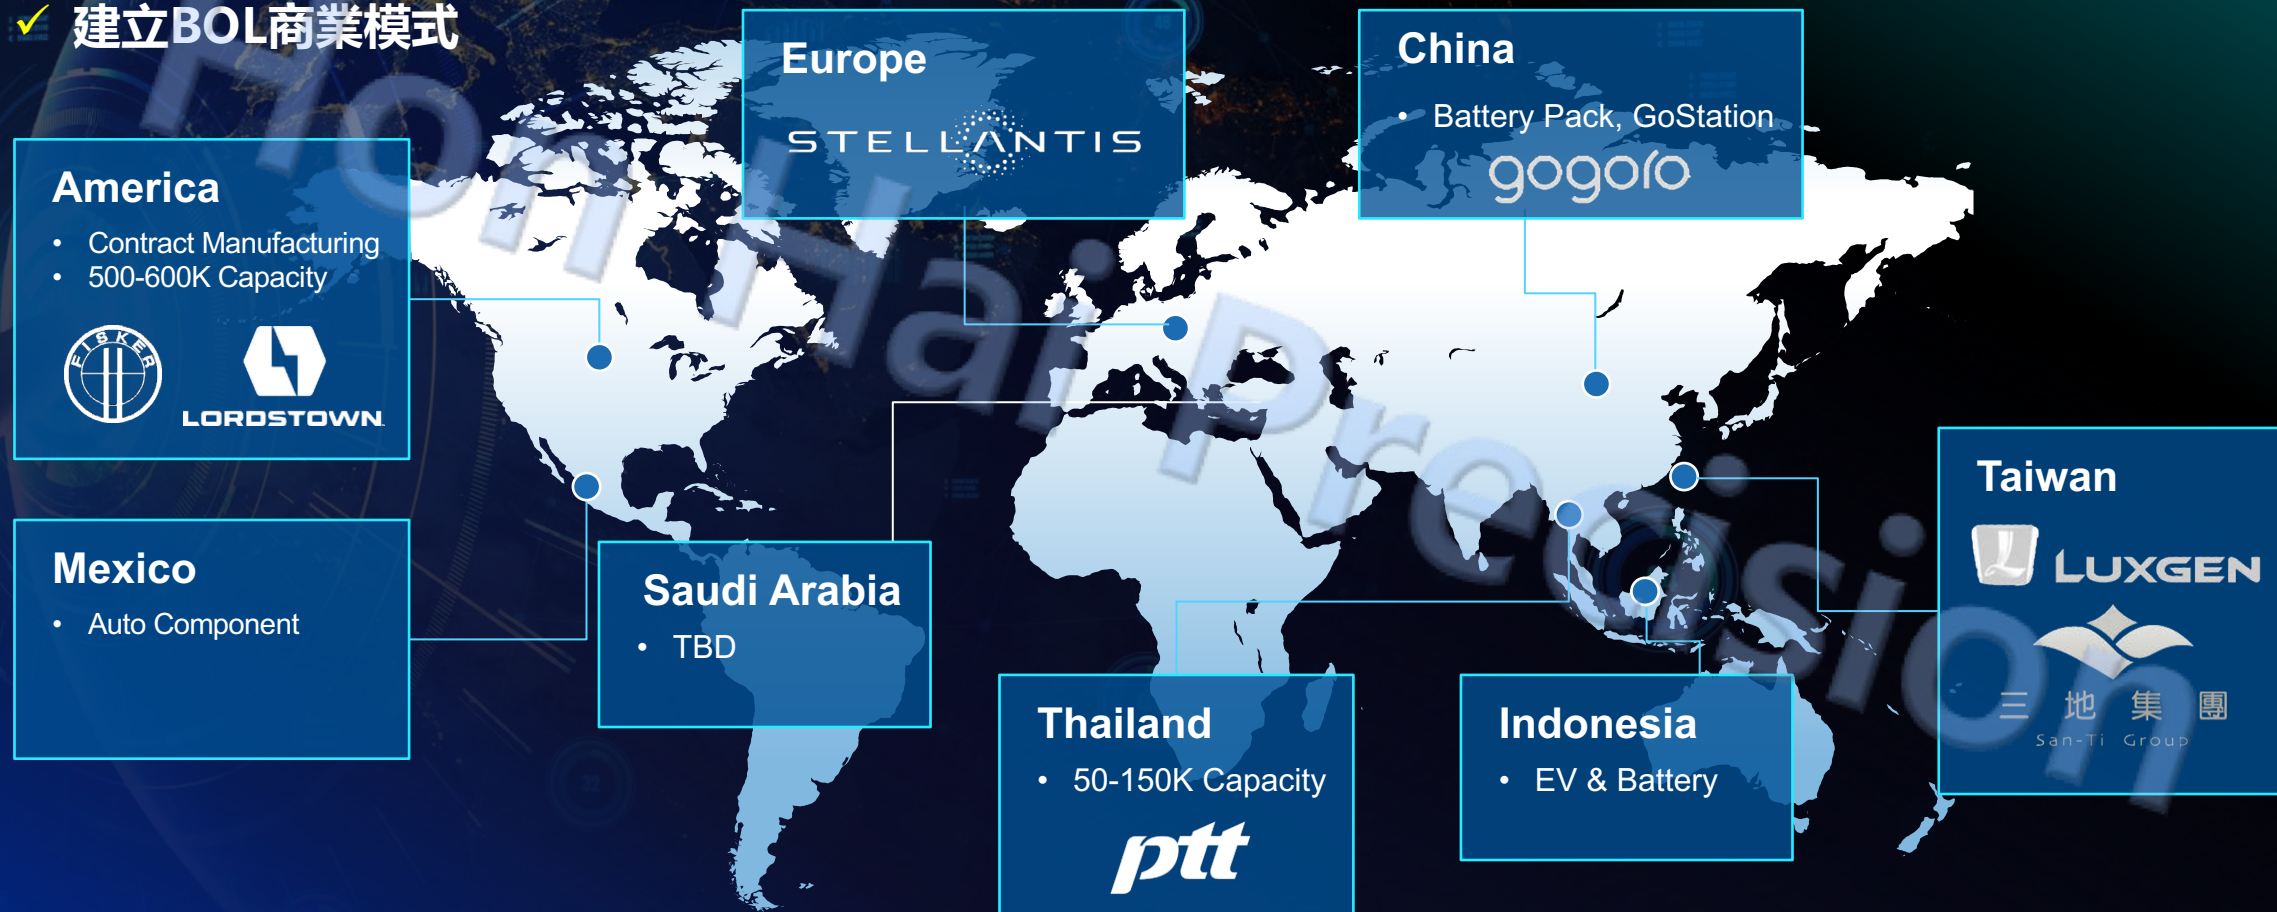 ✓ 建立BOL商業模式
Hon Hai Precision
Europe
STELLANTIS
China
• Battery Pack, GoStation
gogoro
America
• Contract Manufacturing
• 500-600K Capacity
FISKER
LORDSTOWN
Mexico
• Auto Component
Saudi Arabia
• TBD
Thailand
• 50-150K Capacity
ptt
Indonesia
• EV & Battery
Taiwan
LUXGEN
三地集團
San-Ti Group